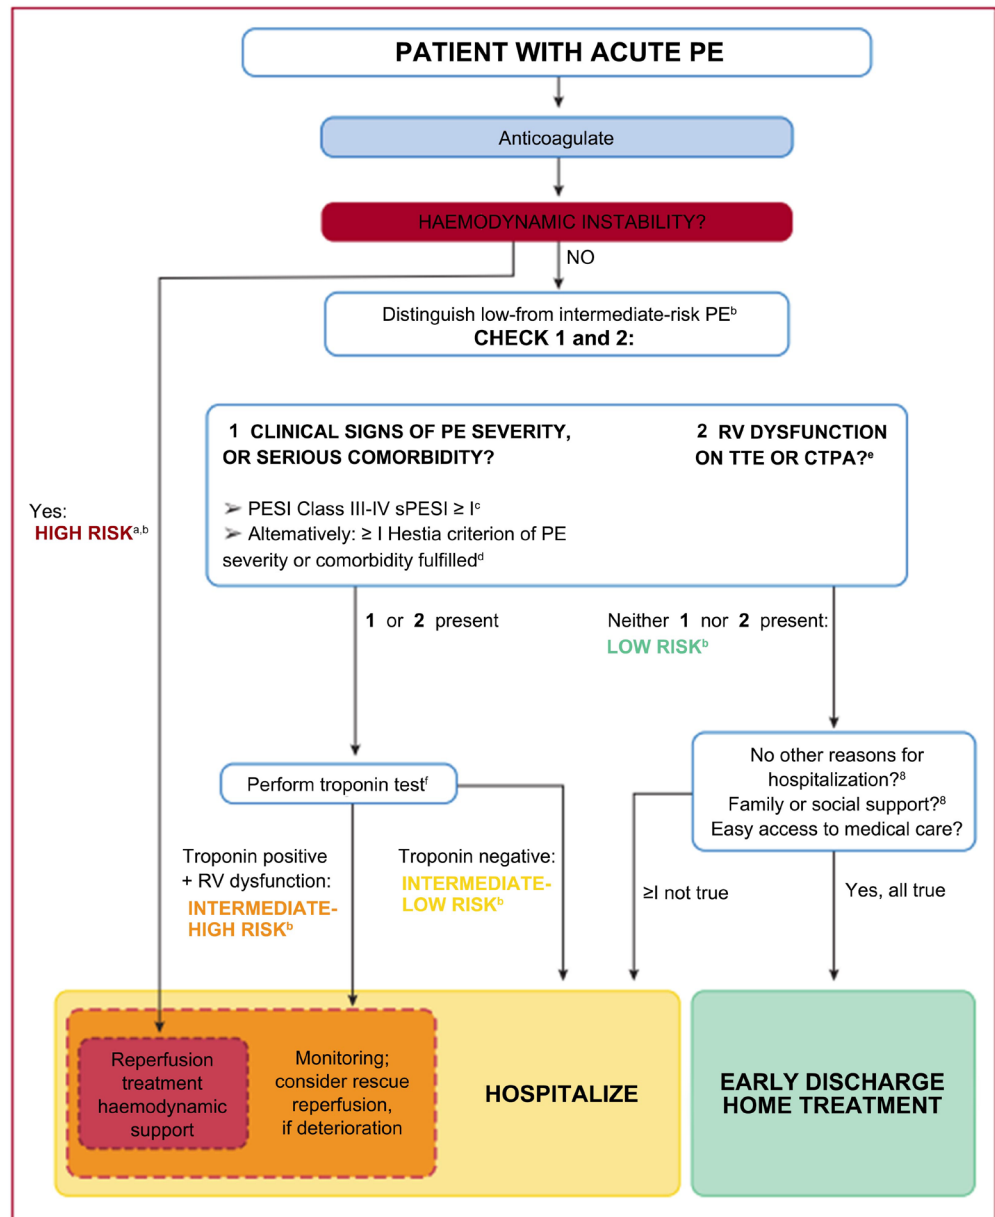 PATIENT WITH ACUTE PE
Anticoagulate
HAEMODYNAMIC INSTABILITY?
NO
Distinguish low-from intermediate-risk PEᵇ
CHECK 1 and 2:
1 CLINICAL SIGNS OF PE SEVERITY,
OR SERIOUS COMORBIDITY?
➢ PESI Class III-IV sPESI ≥ Iᶜ
➢ Altematively: ≥ I Hestia criterion of PE
severity or comorbidity fulfilledᵈ
2 RV DYSFUNCTION
ON TTE OR CTPA?ᵉ
Yes:
HIGH RISKᵃ,ᵇ
1 or 2 present
Neither 1 nor 2 present:
LOW RISKᵇ
Perform troponin testᶠ
No other reasons for
hospitalization?⁸
Family or social support?⁸
Easy access to medical care?
Troponin positive
+ RV dysfunction:
INTERMEDIATE-
HIGH RISKᵇ
Troponin negative:
INTERMEDIATE-
LOW RISKᵇ
≥I not true
Yes, all true
Reperfusion
treatment
haemodynamic
support
Monitoring;
consider rescue
reperfusion,
if deterioration
HOSPITALIZE
EARLY DISCHARGE
HOME TREATMENT